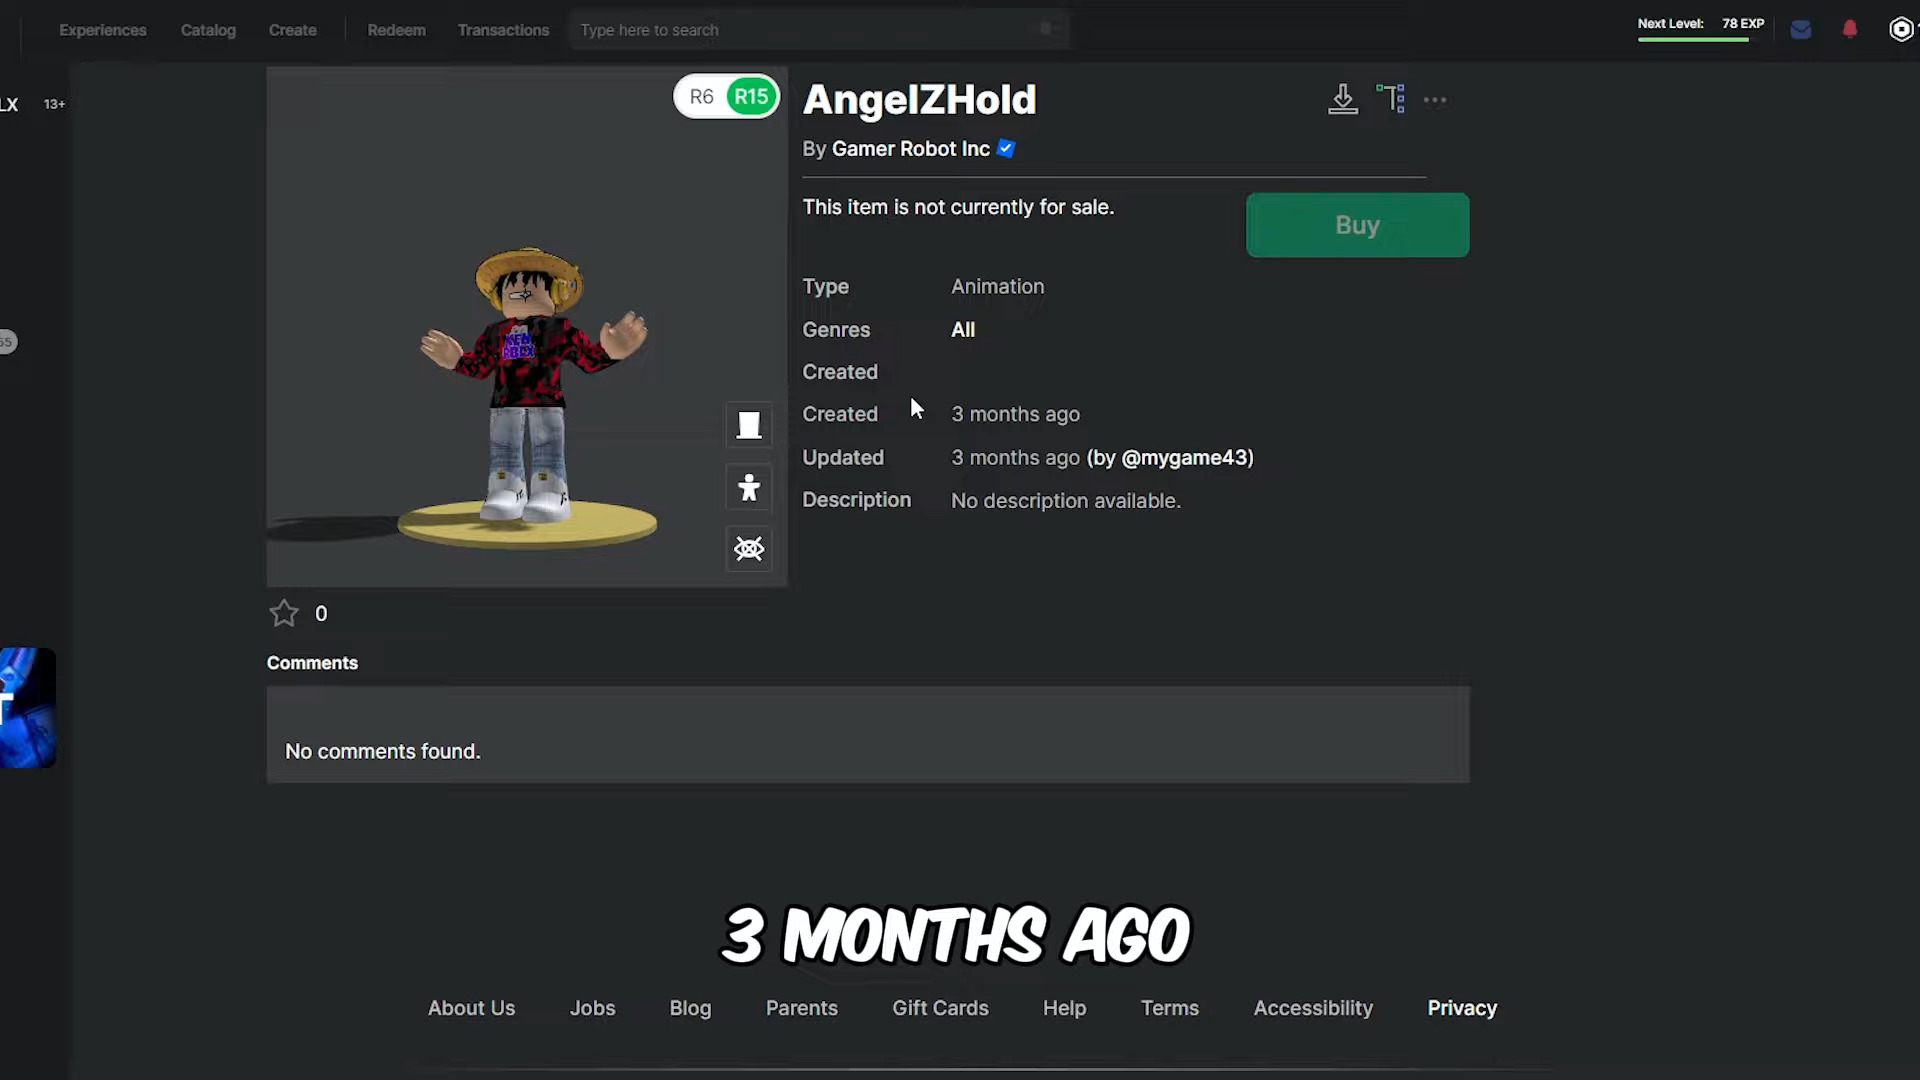 Experiences Catalog Create Redeem Transactions Type here to search
Next Level: 78 EXP
LX 13+
R6 R15
AngelZHold
By Gamer Robot Inc
This item is not currently for sale.
Buy
Type Animation
Genres All
Created
Created 3 months ago
Updated 3 months ago (by @mygame43)
Description No description available.
55
0
Comments
No comments found.
3 MONTHS AGO
About Us Jobs Blog Parents Gift Cards Help Terms Accessibility Privacy